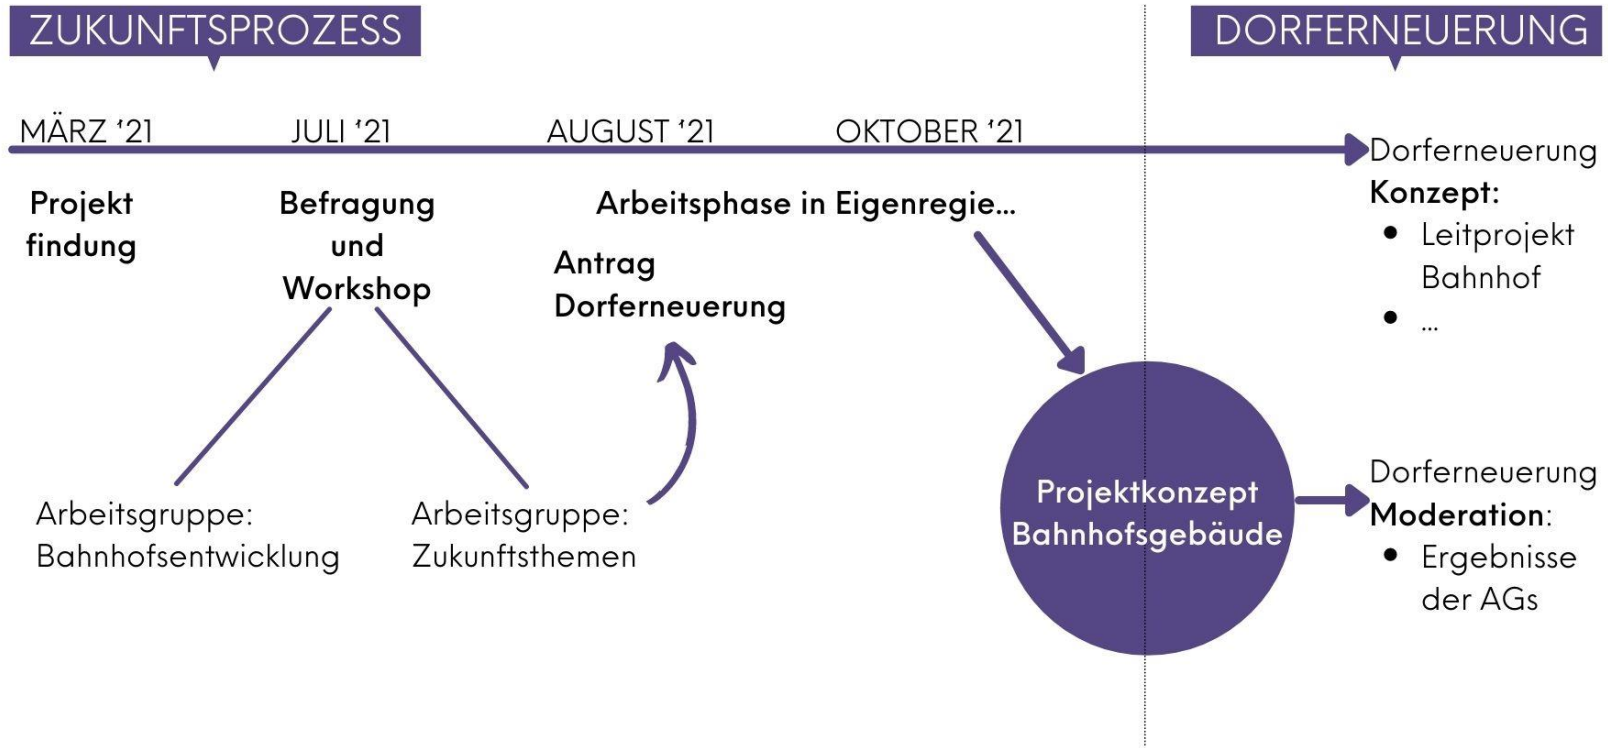 ZUKUNFTSPROZESS
DORFERNEUERUNG
MÄRZ ‘21
JULI ‘21
AUGUST ‘21
OKTOBER ‘21
Projekt
findung
Befragung
und
Workshop
Arbeitsphase in Eigenregie...
Antrag
Dorferneuerung
Arbeitsgruppe:
Bahnhofsentwicklung
Arbeitsgruppe:
Zukunftsthemen
Projektkonzept
Bahnhofsgebäude
Dorferneuerung
Konzept:
• Leitprojekt
Bahnhof
• ...
Dorferneuerung
Moderation:
• Ergebnisse
der AGs